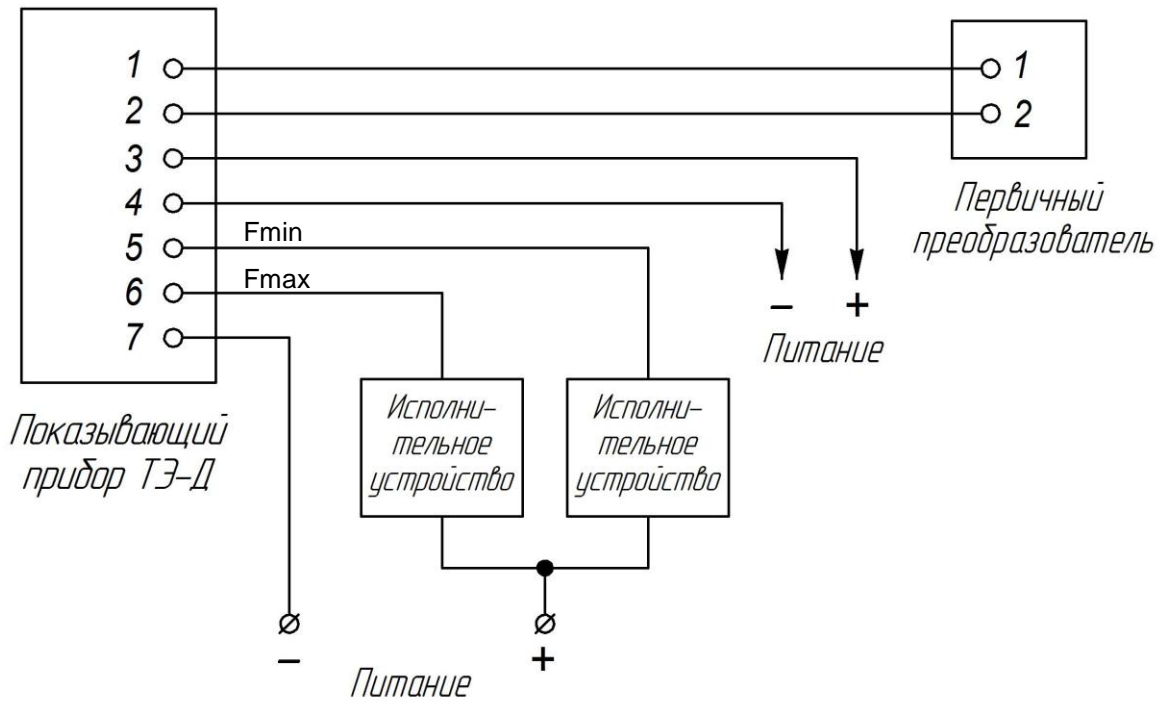 1
2
3
4
5
6
7
Fmin
Fmax
1
2
Первичный
преобразователь
– +
Питание
Показывающий
прибор ТЭ-Д
Исполни-
тельное
устройство
Исполни-
тельное
устройство
– +
Питание